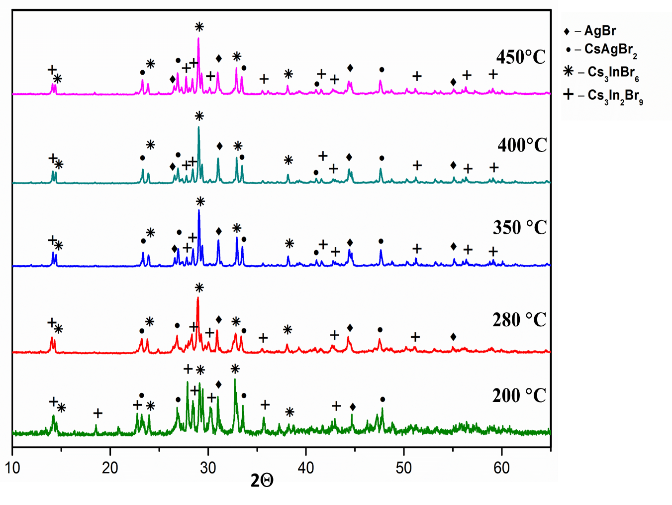 450°C
♦ – AgBr
• – CsAgBr₂
✳ – Cs₃InBr₆
+ – Cs₃In₂Br₉
400°C
350 °C
280 °C
200 °C
10 20 30 40 50 60
2Θ